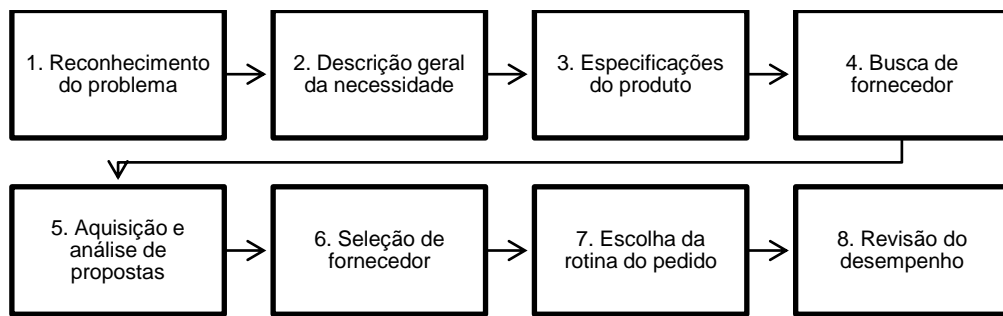 1. Reconhecimento
do problema
2. Descrição geral
da necessidade
3. Especificações
do produto
4. Busca de
fornecedor
5. Aquisição e
análise de
propostas
6. Seleção de
fornecedor
7. Escolha da
rotina do pedido
8. Revisão do
desempenho